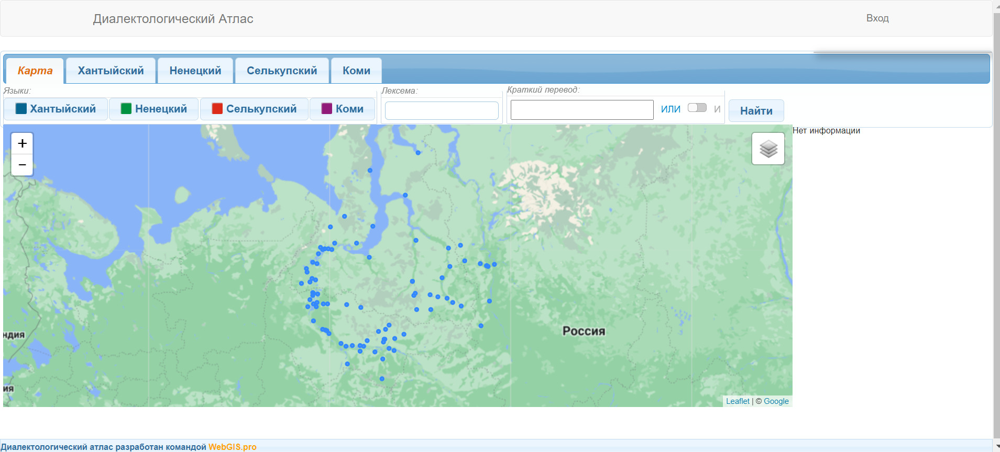 Диалектологический Атлас
Вход
Карта
Хантыйский
Ненецкий
Селькупский
Коми
Языки:
Лексема:
Краткий перевод:
Хантыйский
Ненецкий
Селькупский
Коми
ИЛИ
И
Найти
+
−
Нет информации
Россия
ндия
ия
Leaflet | © Google
Диалектологический атлас разработан командой WebGIS.pro